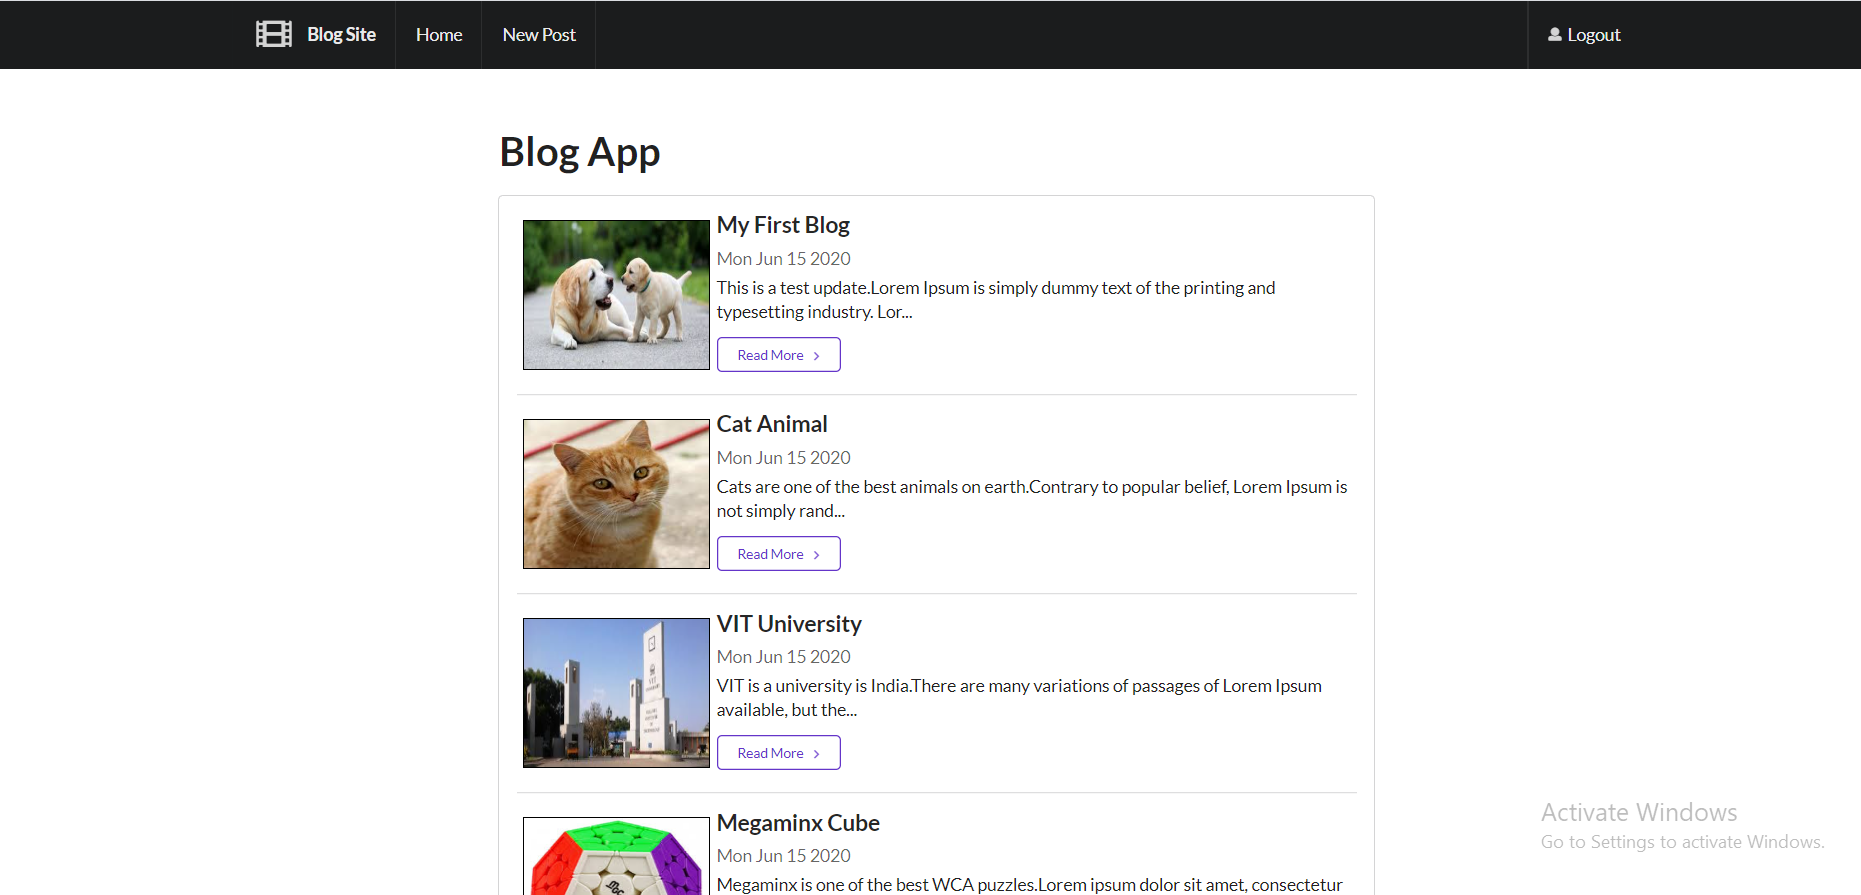 Blog Site
Home
New Post
Logout
Blog App
My First Blog
Mon Jun 15 2020
This is a test update.Lorem Ipsum is simply dummy text of the printing and
typesetting industry. Lor...
Read More
Cat Animal
Mon Jun 15 2020
Cats are one of the best animals on earth.Contrary to popular belief, Lorem Ipsum is
not simply rand...
Read More
VIT
VIT University
Mon Jun 15 2020
VIT is a university is India.There are many variations of passages of Lorem Ipsum
available, but the...
Read More
Megaminx Cube
Mon Jun 15 2020
Megaminx is one of the best WCA puzzles.Lorem ipsum dolor sit amet, consectetur
Activate Windows
Go to Settings to activate Windows.